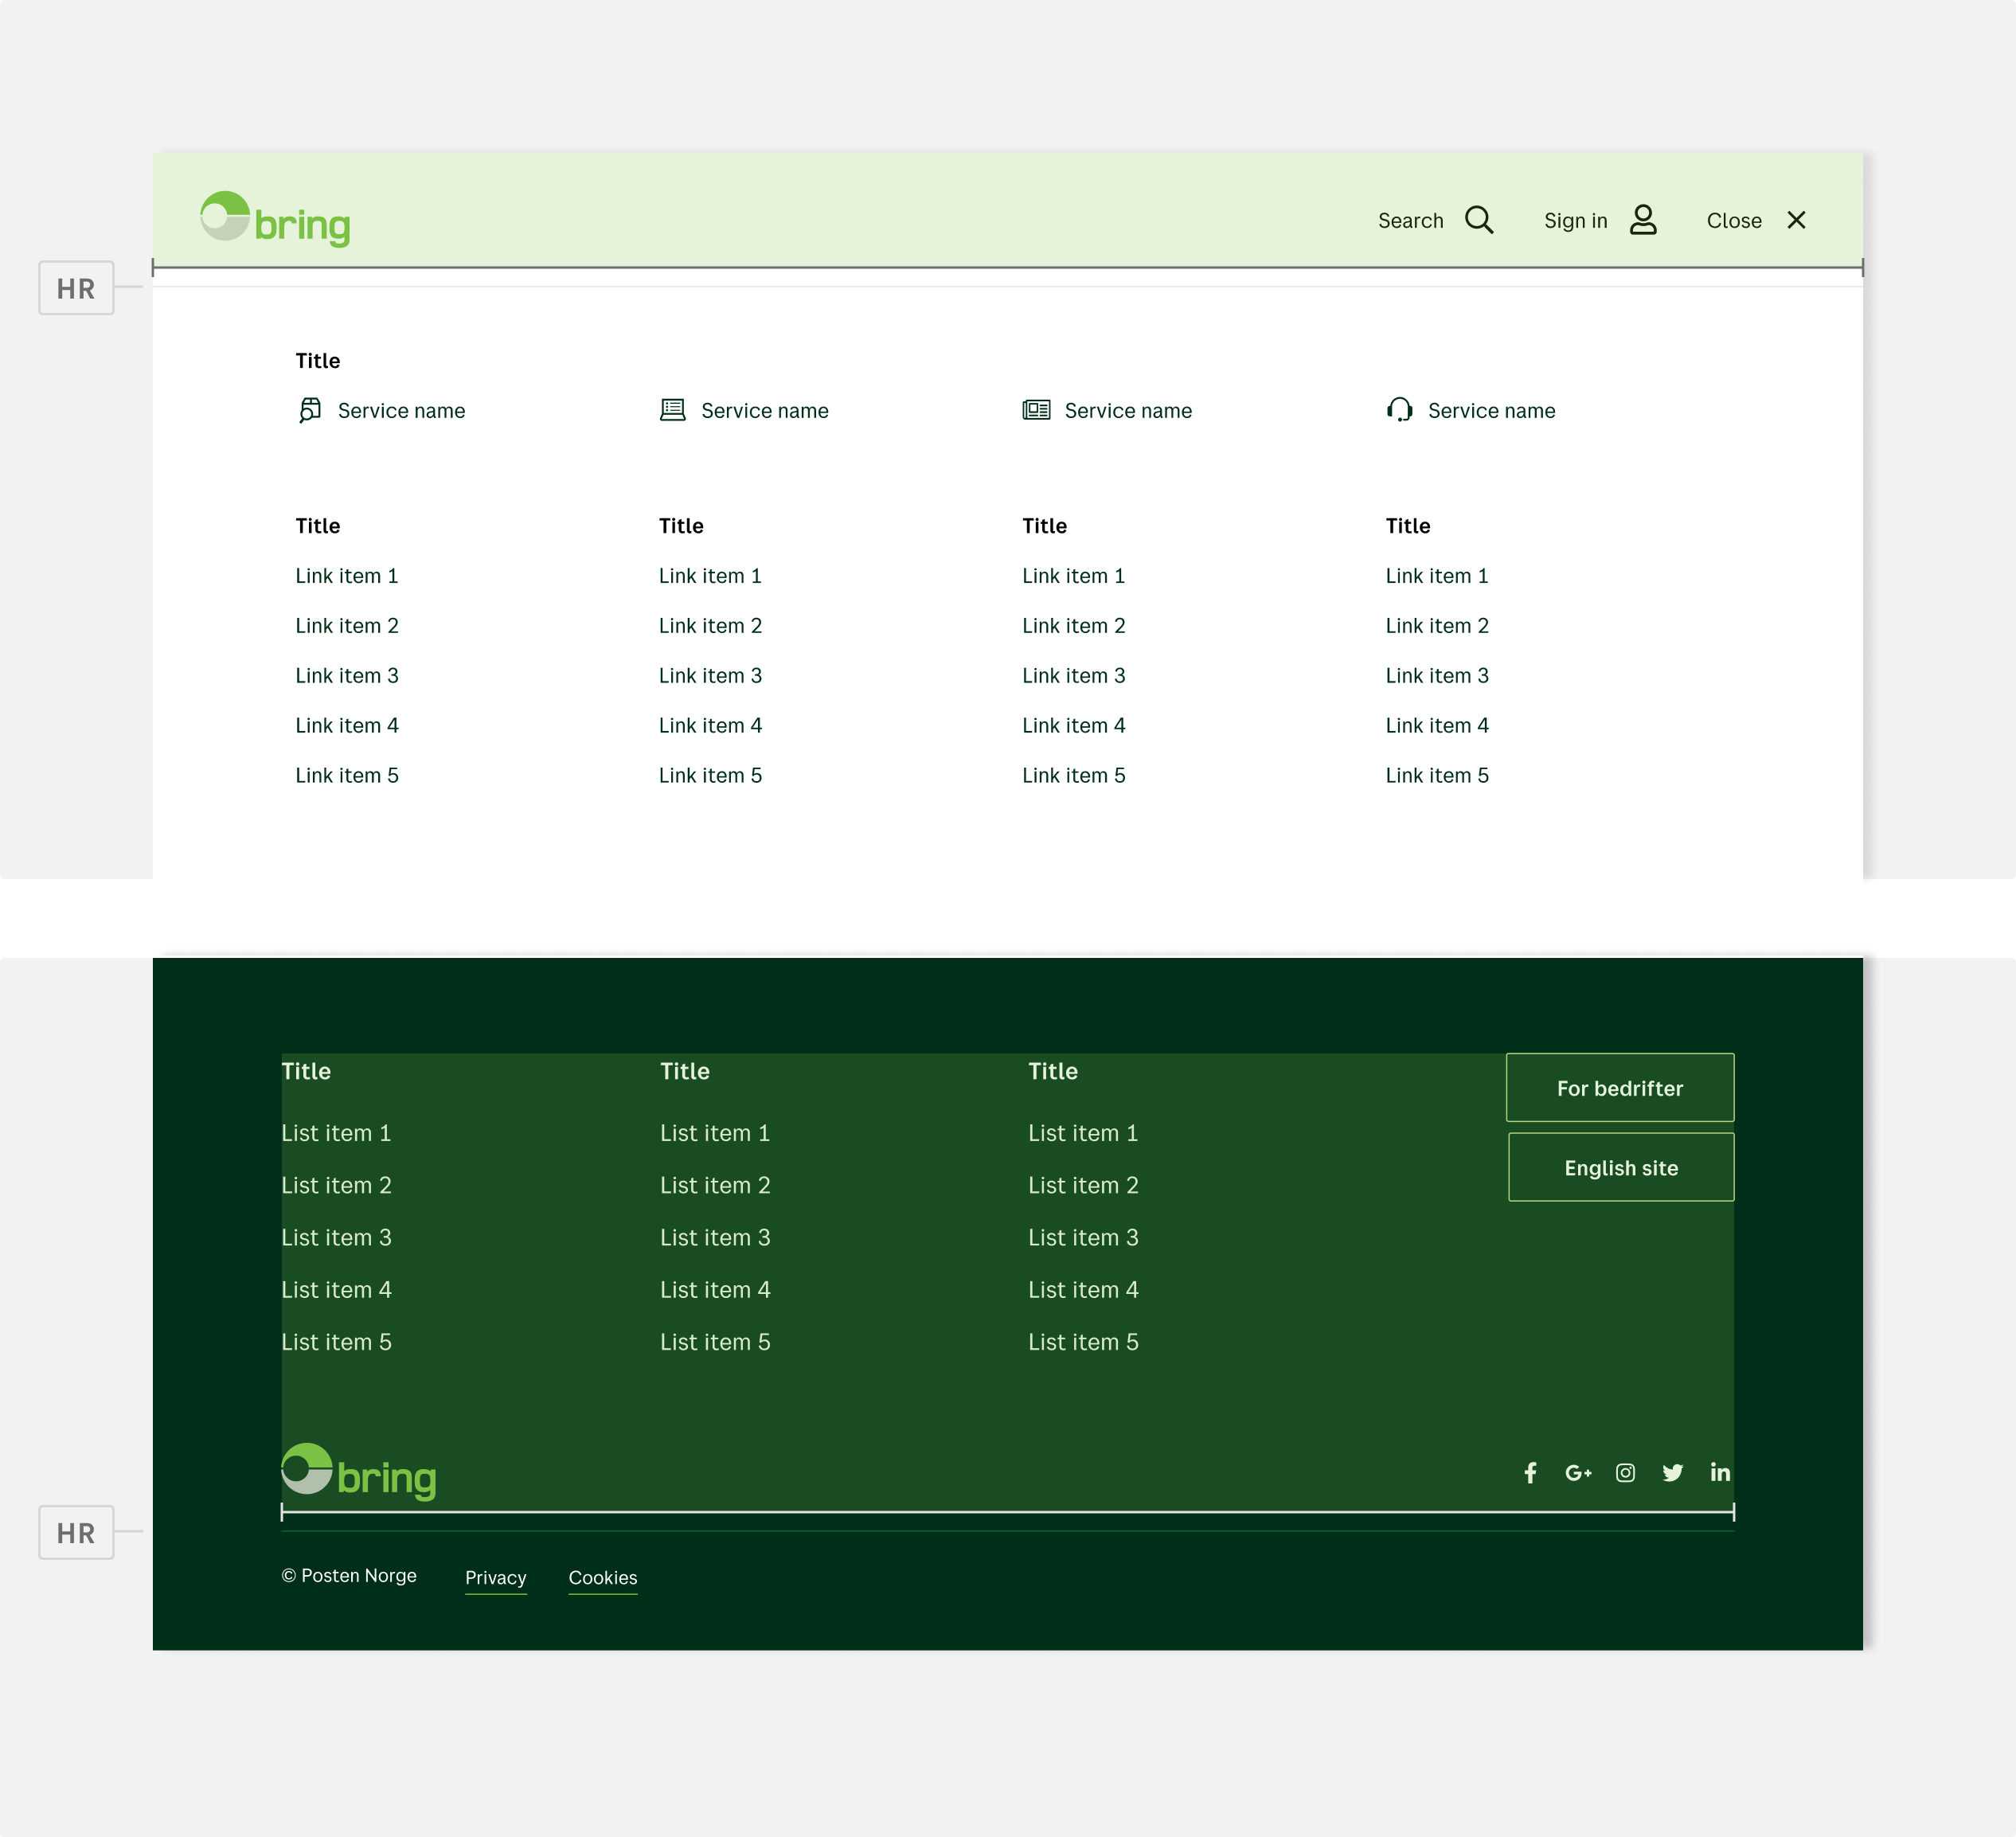 bring
Search Sign in Close
HR
Title
Service name Service name Service name Service name
Title Title Title Title
Link item 1 Link item 1 Link item 1 Link item 1
Link item 2 Link item 2 Link item 2 Link item 2
Link item 3 Link item 3 Link item 3 Link item 3
Link item 4 Link item 4 Link item 4 Link item 4
Link item 5 Link item 5 Link item 5 Link item 5
Title Title Title For bedrifter
List item 1 List item 1 List item 1 English site
List item 2 List item 2 List item 2
List item 3 List item 3 List item 3
List item 4 List item 4 List item 4
List item 5 List item 5 List item 5
bring f G+ in
HR
© Posten Norge Privacy Cookies